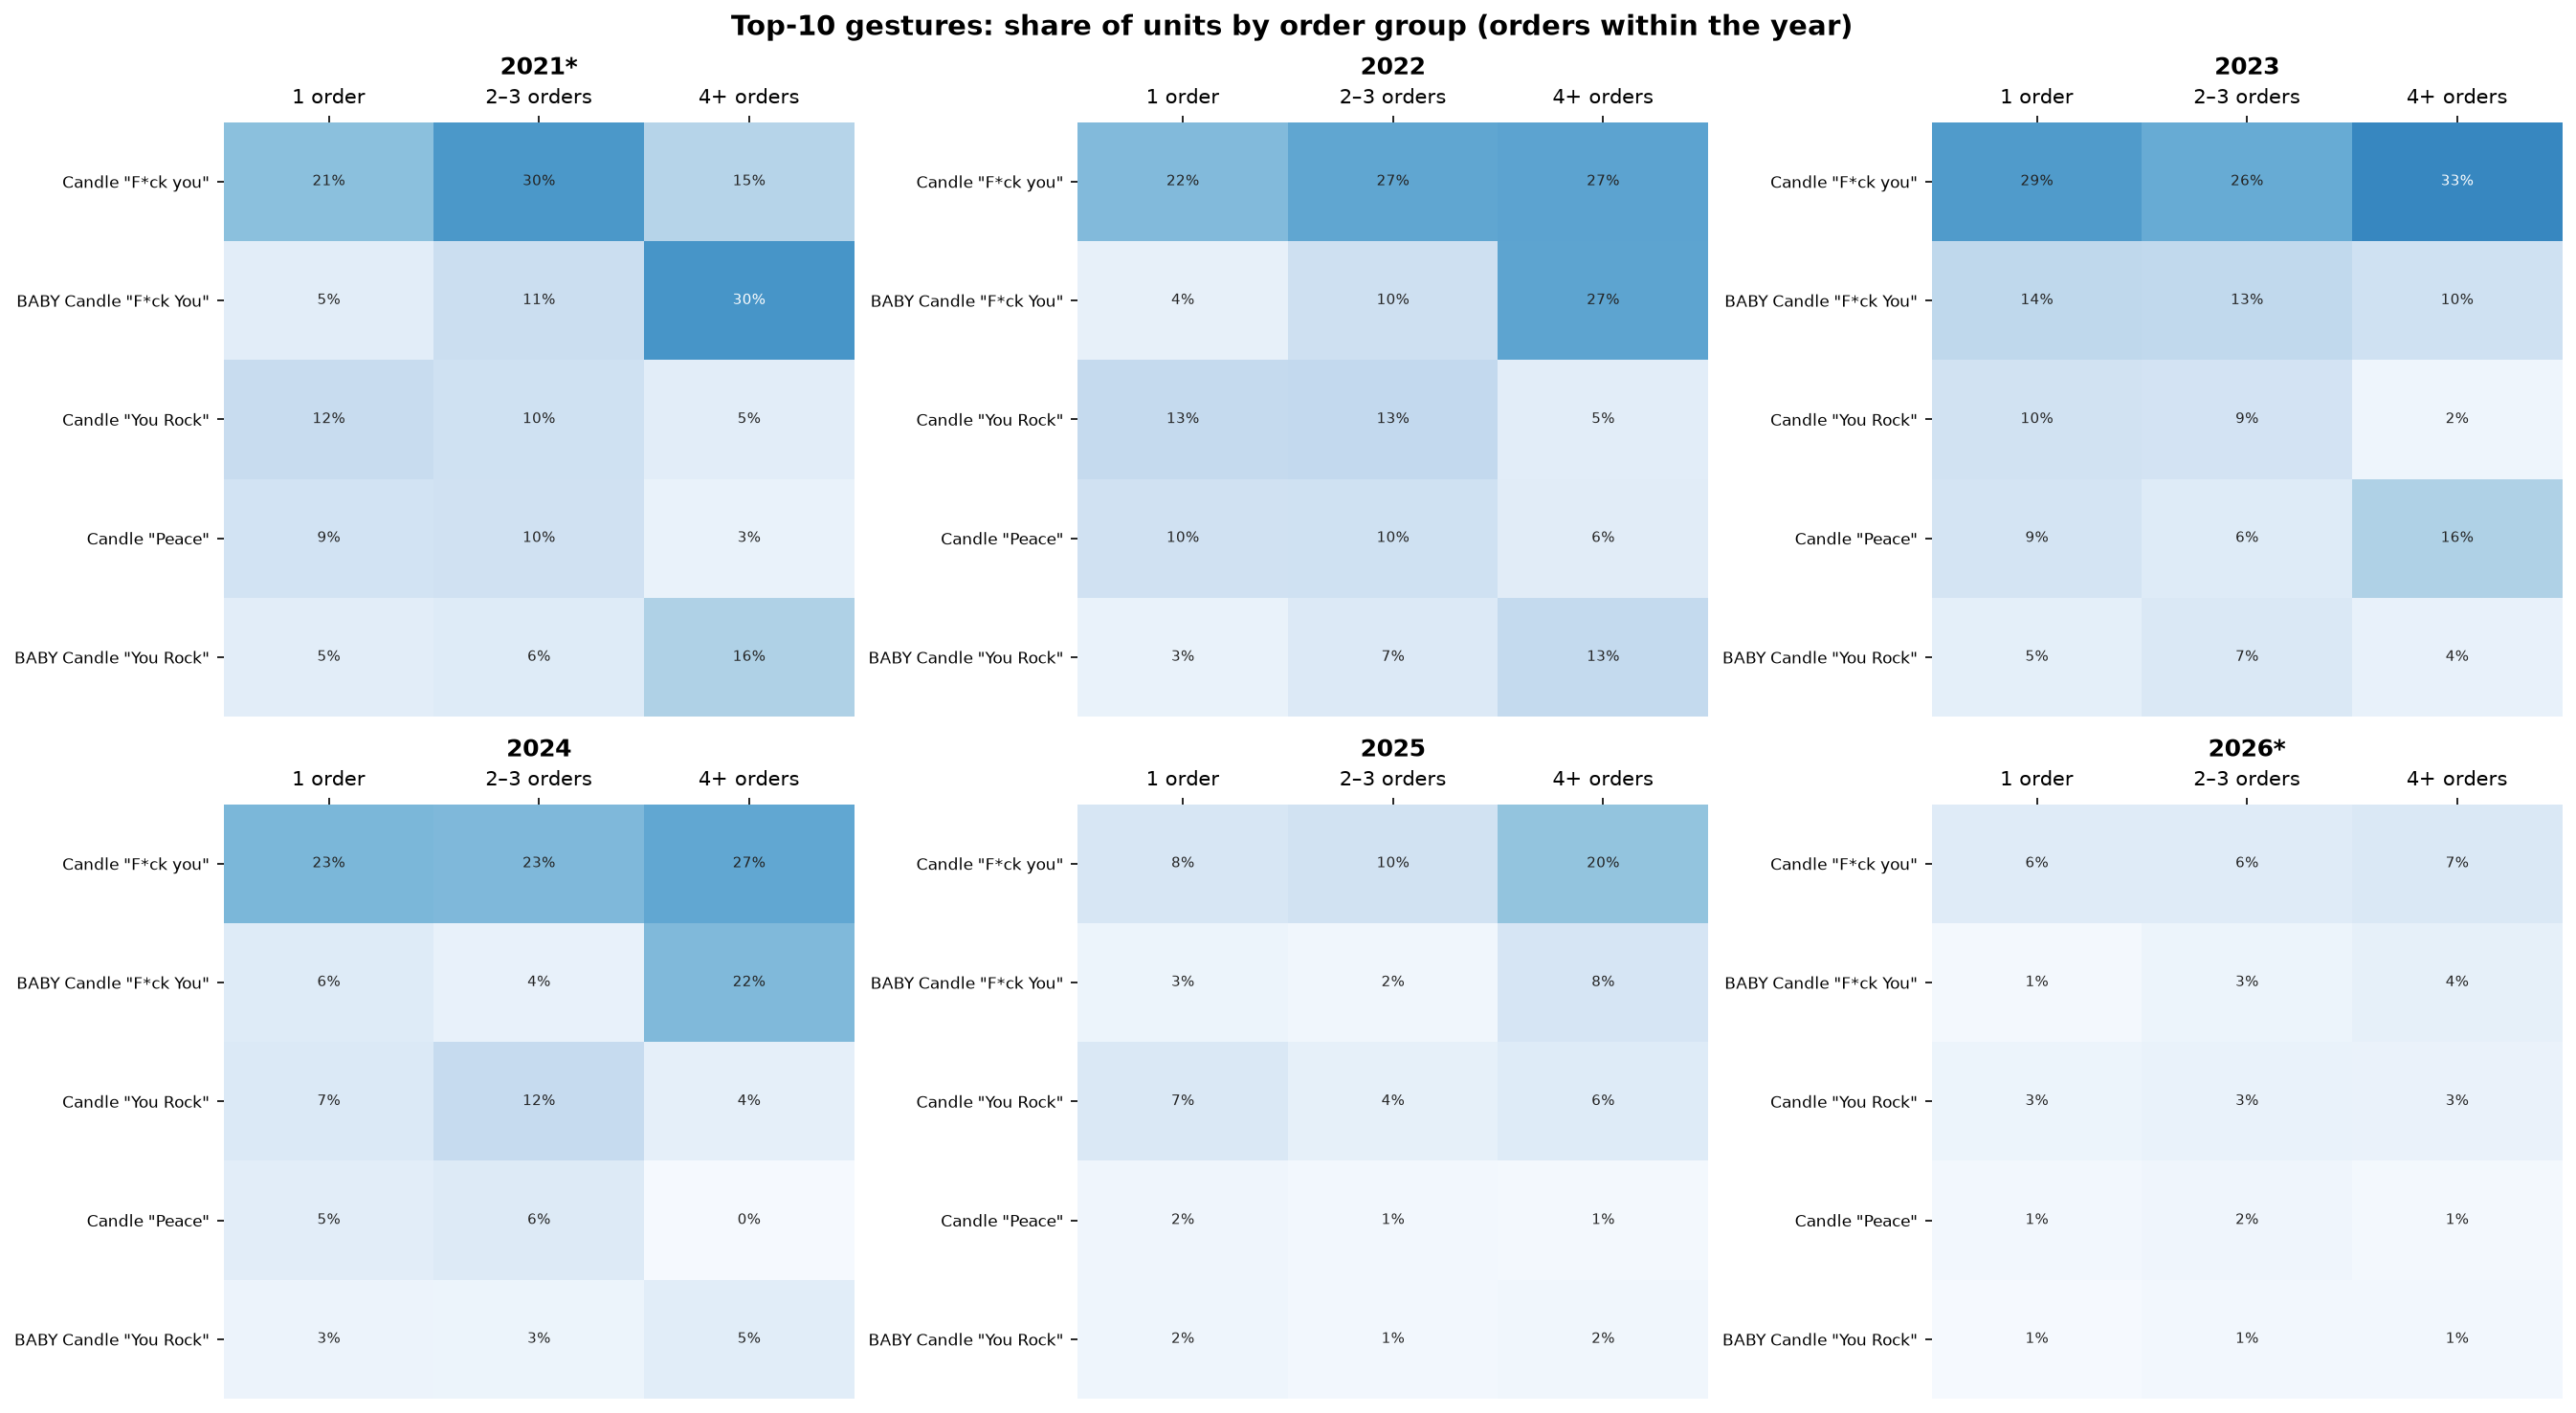 Top-10 gestures: share of units by order group (orders within the year)
2021*
1 order 2–3 orders 4+ orders
Candle "F*ck you" 21% 30% 15%
BABY Candle "F*ck You" 5% 11% 30%
Candle "You Rock" 12% 10% 5%
Candle "Peace" 9% 10% 3%
BABY Candle "You Rock" 5% 6% 16%
2022
1 order 2–3 orders 4+ orders
Candle "F*ck you" 22% 27% 27%
BABY Candle "F*ck You" 4% 10% 27%
Candle "You Rock" 13% 13% 5%
Candle "Peace" 10% 10% 6%
BABY Candle "You Rock" 3% 7% 13%
2023
1 order 2–3 orders 4+ orders
Candle "F*ck you" 29% 26% 33%
BABY Candle "F*ck You" 14% 13% 10%
Candle "You Rock" 10% 9% 2%
Candle "Peace" 9% 6% 16%
BABY Candle "You Rock" 5% 7% 4%
2024
1 order 2–3 orders 4+ orders
Candle "F*ck you" 23% 23% 27%
BABY Candle "F*ck You" 6% 4% 22%
Candle "You Rock" 7% 12% 4%
Candle "Peace" 5% 6% 0%
BABY Candle "You Rock" 3% 3% 5%
2025
1 order 2–3 orders 4+ orders
Candle "F*ck you" 8% 10% 20%
BABY Candle "F*ck You" 3% 2% 8%
Candle "You Rock" 7% 4% 6%
Candle "Peace" 2% 1% 1%
BABY Candle "You Rock" 2% 1% 2%
2026*
1 order 2–3 orders 4+ orders
Candle "F*ck you" 6% 6% 7%
BABY Candle "F*ck You" 1% 3% 4%
Candle "You Rock" 3% 3% 3%
Candle "Peace" 1% 2% 1%
BABY Candle "You Rock" 1% 1% 1%